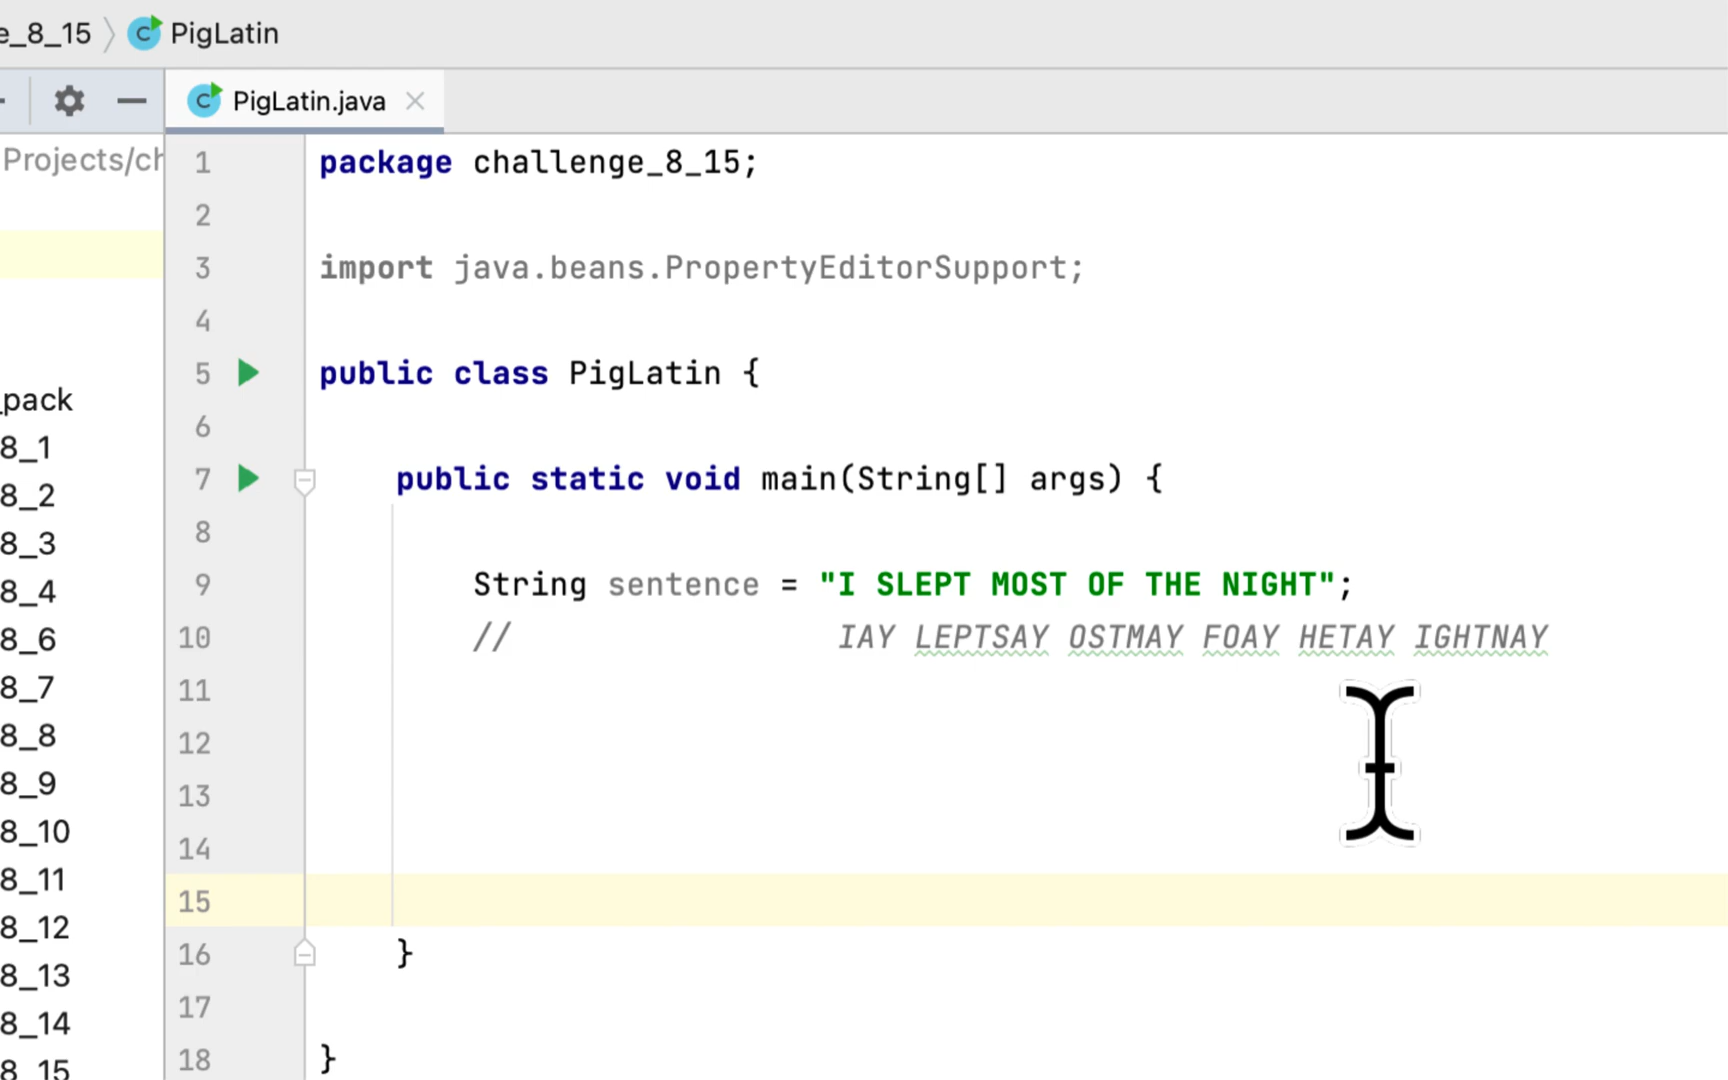 e_8_15 PigLatin
PigLatin.java
Projects/ch
_pack
8_1
8_2
8_3
8_4
8_6
8_7
8_8
8_9
8_10
8_11
8_12
8_13
8_14
8_15
1 package challenge_8_15;
2
3 import java.beans.PropertyEditorSupport;
4
5 public class PigLatin {
6
7 public static void main(String[] args) {
8
9 String sentence = "I SLEPT MOST OF THE NIGHT";
10 // IAY LEPTSAY OSTMAY FOAY HETAY IGHTNAY
11
12
13
14
15
16 }
17
18 }